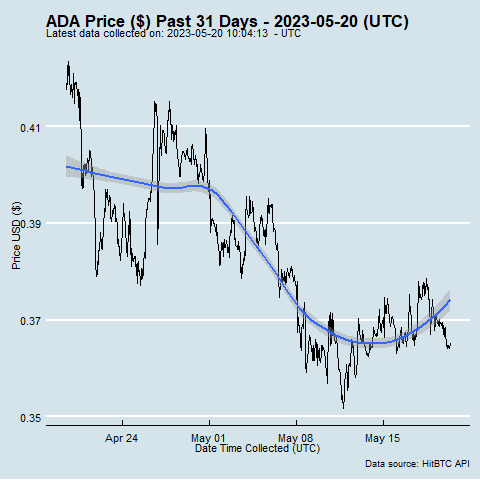 ADA Price ($) Past 31 Days - 2023-05-20 (UTC)
Latest data collected on: 2023-05-20 10:04:13  - UTC
0.41
0.39
0.37
0.35
Price USD ($)
Apr 24
May 01
May 08
May 15
Date Time Collected (UTC)
Data source: HitBTC API